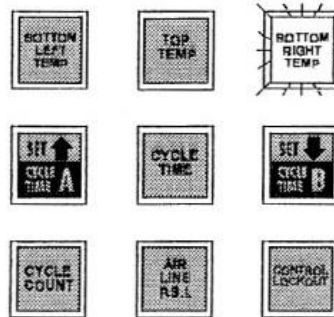 BOTTOM
LEFT
TEMP
TOP
TEMP
BOTTOM
RIGHT
TEMP
SET
CYCLE
TIME A
CYCLE
TIME
SET
CYCLE
TIME B
CYCLE
COUNT
AIR
LINE
CONTROL
LOCKOUT